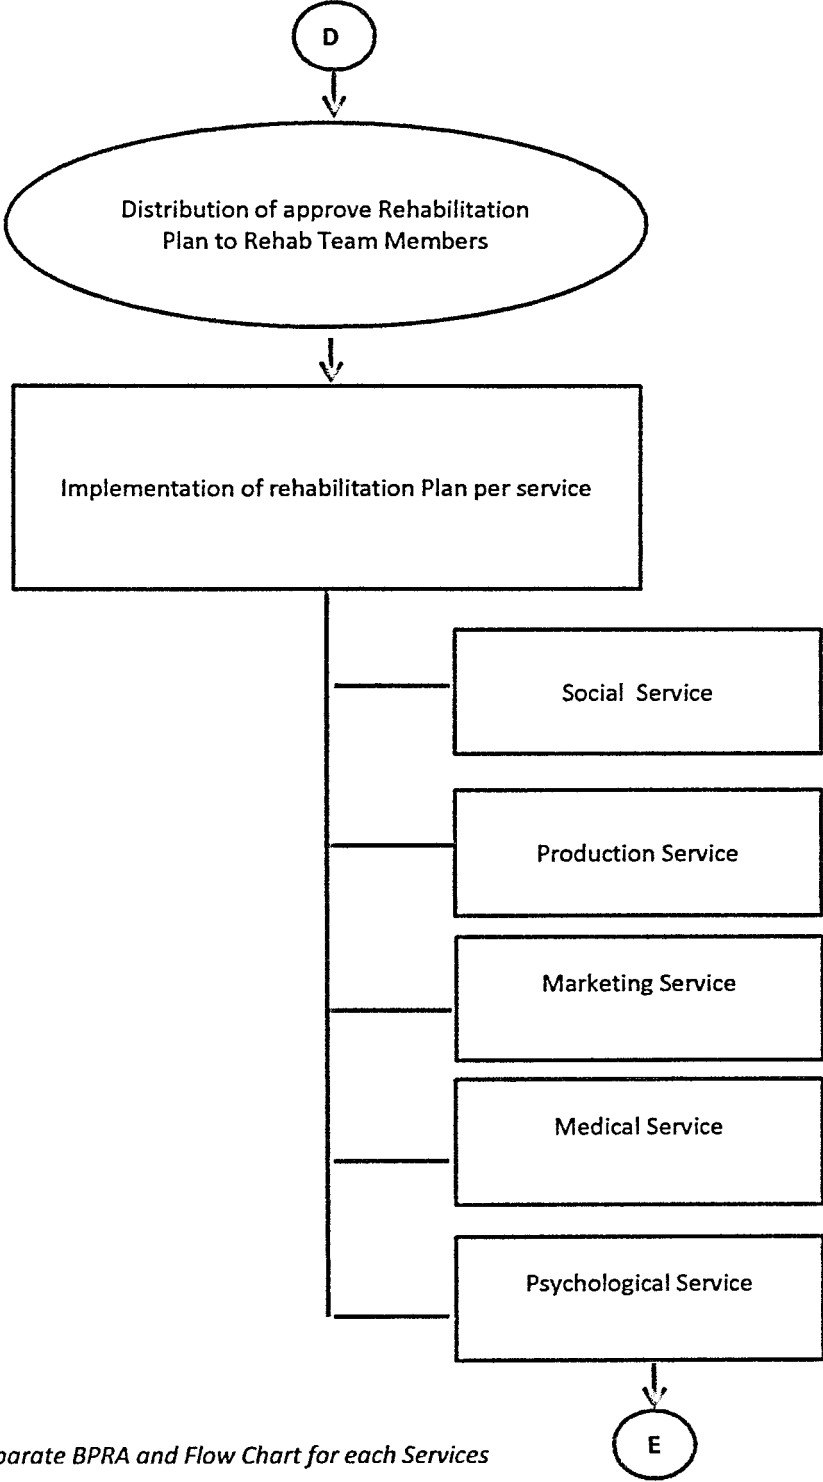 D
Distribution of approve Rehabilitation
Plan to Rehab Team Members
Implementation of rehabilitation Plan per service
Social Service
Production Service
Marketing Service
Medical Service
Psychological Service
E
BPRA and Flow Chart for each Services